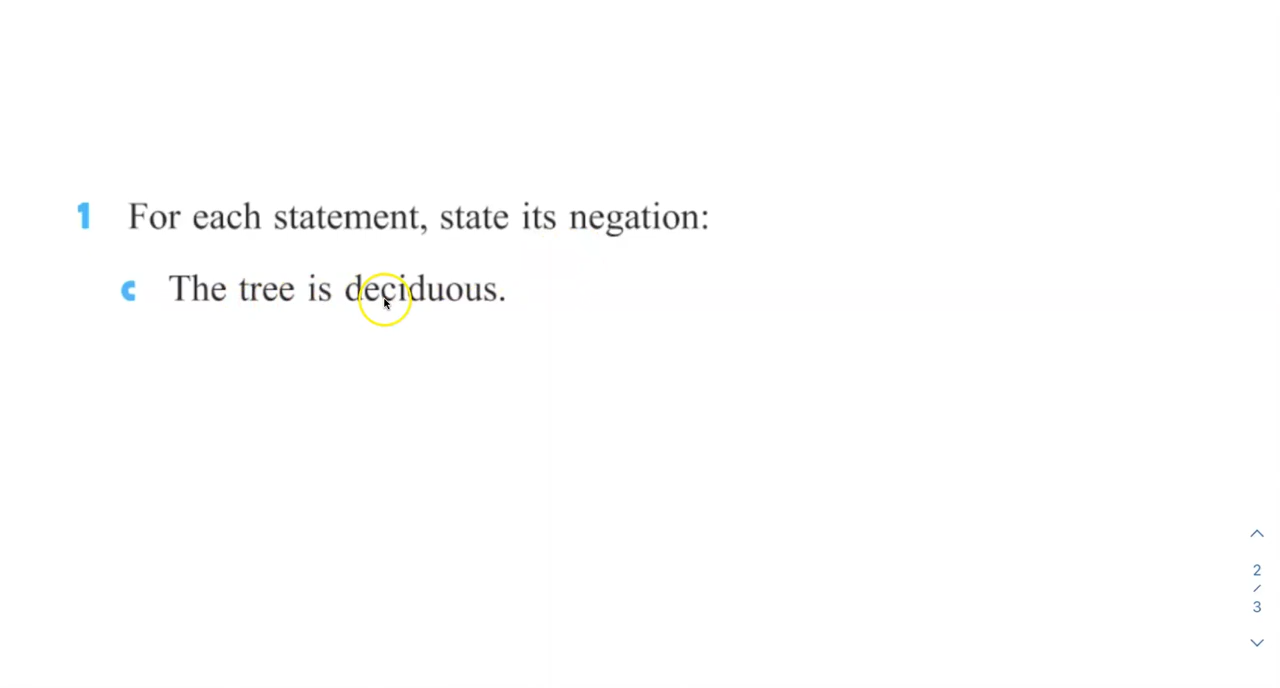 1 For each statement, state its negation:
c The tree is deciduous.
2
/
3